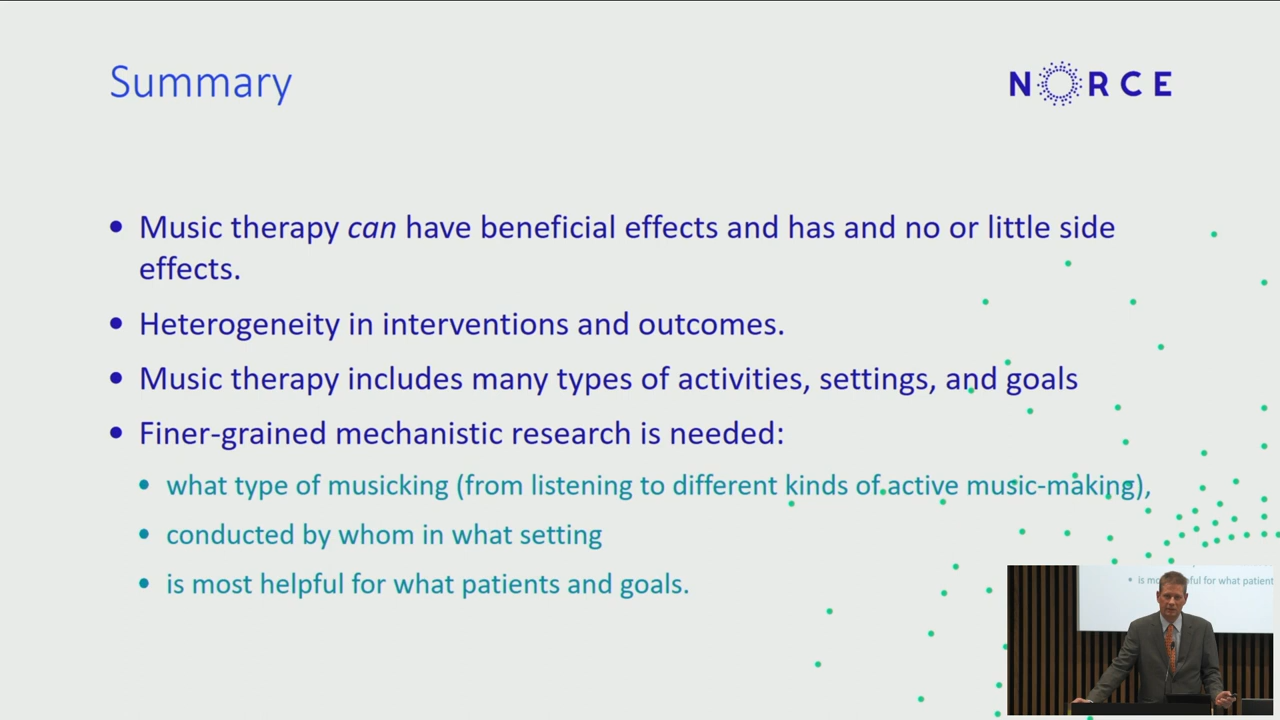 Summary
NORCE
• Music therapy can have beneficial effects and has and no or little side
effects.
• Heterogeneity in interventions and outcomes.
• Music therapy includes many types of activities, settings, and goals
• Finer-grained mechanistic research is needed:
• what type of musicking (from listening to different kinds of active music-making),
• conducted by whom in what setting
• is most helpful for what patients and goals.